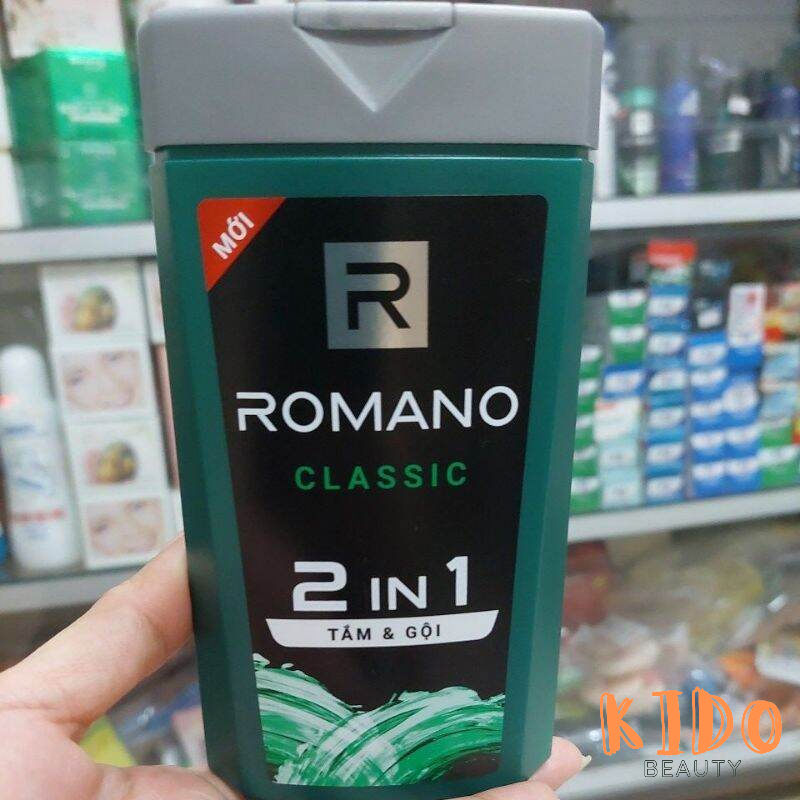 MỚI
R
ROMANO
CLASSIC
2 IN 1
TẮM & GỘI
KIDO
BEAUTY